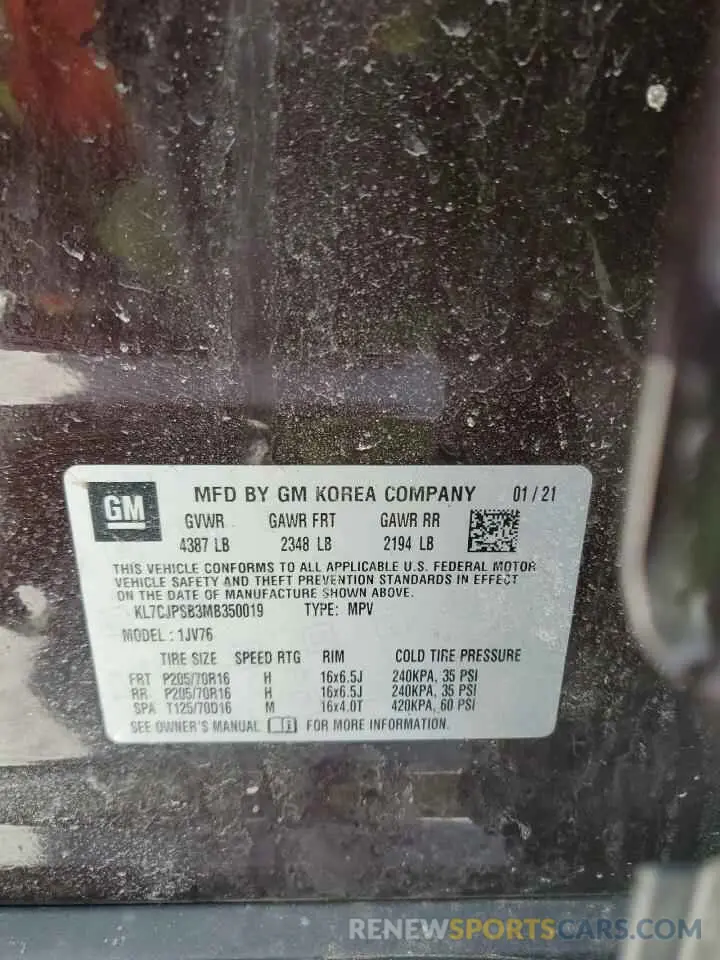 GM
MFD BY GM KOREA COMPANY 01/21
GVWR GAWR FRT GAWR RR
4387 LB 2348 LB 2194 LB
THIS VEHICLE CONFORMS TO ALL APPLICABLE U.S. FEDERAL MOTOR
VEHICLE SAFETY AND THEFT PREVENTION STANDARDS IN EFFECT
ON THE DATE OF MANUFACTURE SHOWN ABOVE.
KL7CJPSB3MB350019 TYPE: MPV
MODEL : 1JV76
TIRE SIZE SPEED RTG RIM COLD TIRE PRESSURE
FRT P205/70R16 H 16x6.5J 240KPA, 35 PSI
RR P205/70R16 H 16x6.5J 240KPA, 35 PSI
SPA T125/70D16 M 16x4.0T 420KPA, 60 PSI
SEE OWNER'S MANUAL FOR MORE INFORMATION.
RENEWSPORTSCARS.COM